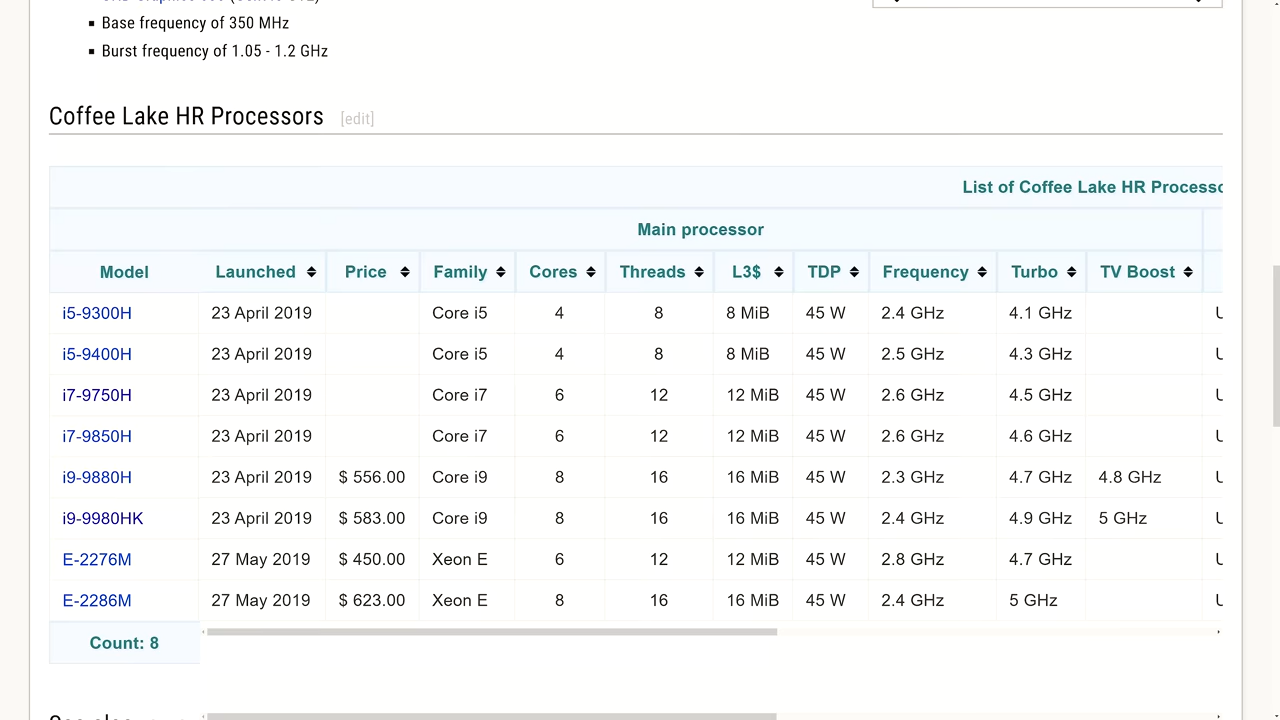 Base frequency of 350 MHz
Burst frequency of 1.05 - 1.2 GHz
Coffee Lake HR Processors [edit]
List of Coffee Lake HR
Main processor
Model Launched Price Family Cores Threads L3$ TDP Frequency Turbo TV Boost
i5-9300H 23 April 2019 Core i5 4 8 8 MiB 45 W 2.4 GHz 4.1 GHz
i5-9400H 23 April 2019 Core i5 4 8 8 MiB 45 W 2.5 GHz 4.3 GHz
i7-9750H 23 April 2019 Core i7 6 12 12 MiB 45 W 2.6 GHz 4.5 GHz
i7-9850H 23 April 2019 Core i7 6 12 12 MiB 45 W 2.6 GHz 4.6 GHz
i9-9880H 23 April 2019 $ 556.00 Core i9 8 16 16 MiB 45 W 2.3 GHz 4.7 GHz 4.8 GHz
i9-9980HK 23 April 2019 $ 583.00 Core i9 8 16 16 MiB 45 W 2.4 GHz 4.9 GHz 5 GHz
E-2276M 27 May 2019 $ 450.00 Xeon E 6 12 12 MiB 45 W 2.8 GHz 4.7 GHz
E-2286M 27 May 2019 $ 623.00 Xeon E 8 16 16 MiB 45 W 2.4 GHz 5 GHz
Count: 8